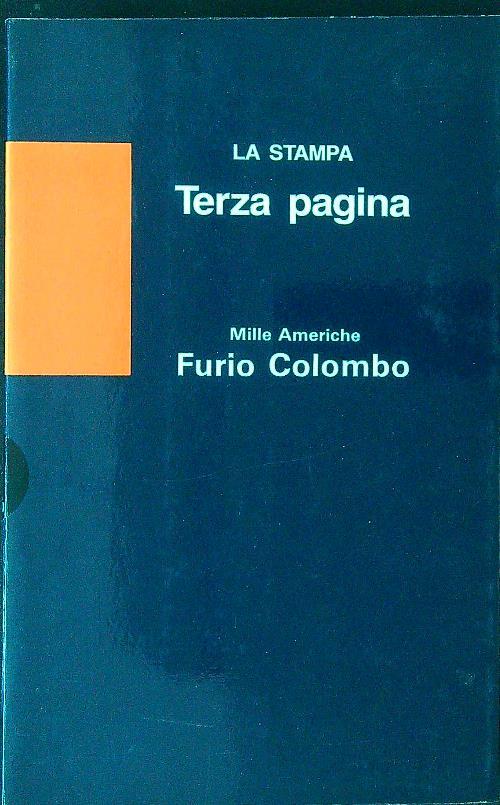 LA STAMPA
Terza pagina
Mille Americhe
Furio Colombo